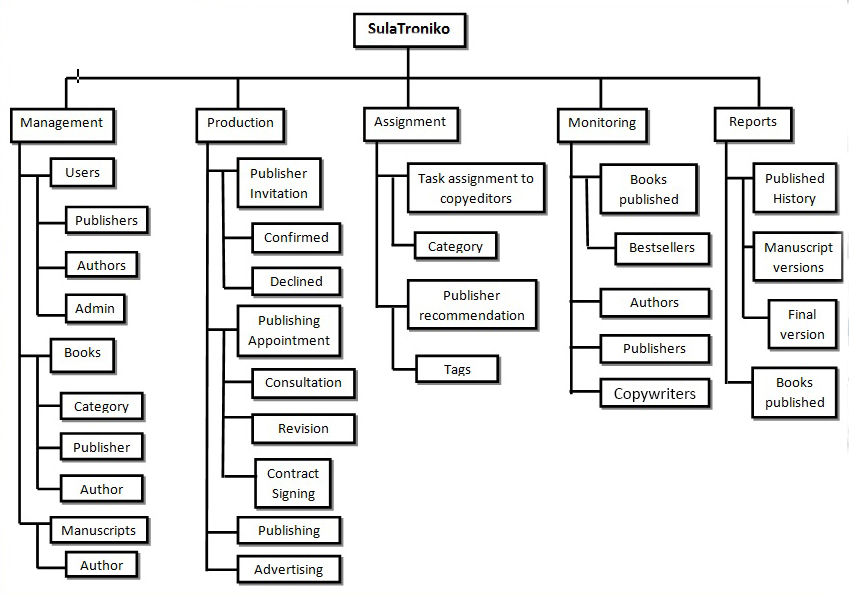 SulaTroniko
Management
Users
Publishers
Authors
Admin
Books
Category
Publisher
Author
Manuscripts
Author
Production
Publisher
Invitation
Confirmed
Declined
Publishing
Appointment
Consultation
Revision
Contract
Signing
Publishing
Advertising
Assignment
Task assignment to
copyeditors
Category
Publisher
recommendation
Tags
Monitoring
Books
published
Bestsellers
Authors
Publishers
Copywriters
Reports
Published
History
Manuscript
versions
Final
version
Books
published